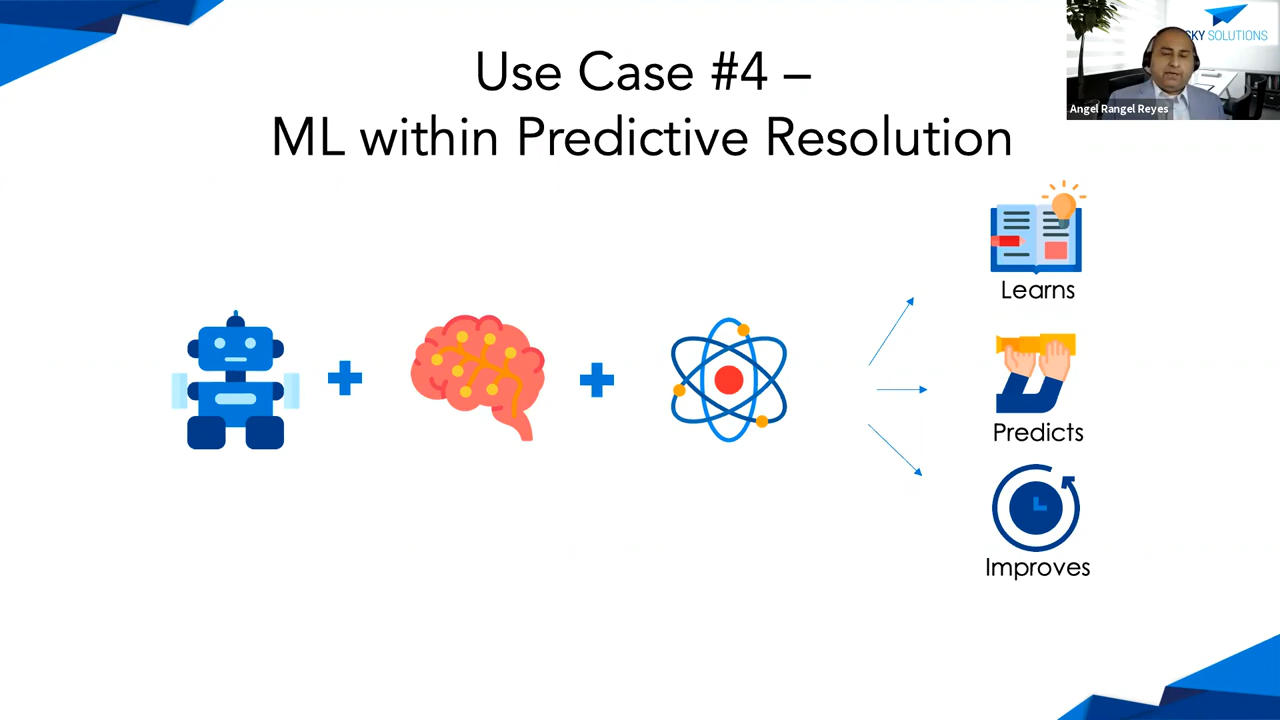 Use Case #4 –
ML within Predictive Resolution
SKY SOLUTIONS
Angel Rangel Reyes
Learns
Predicts
Improves